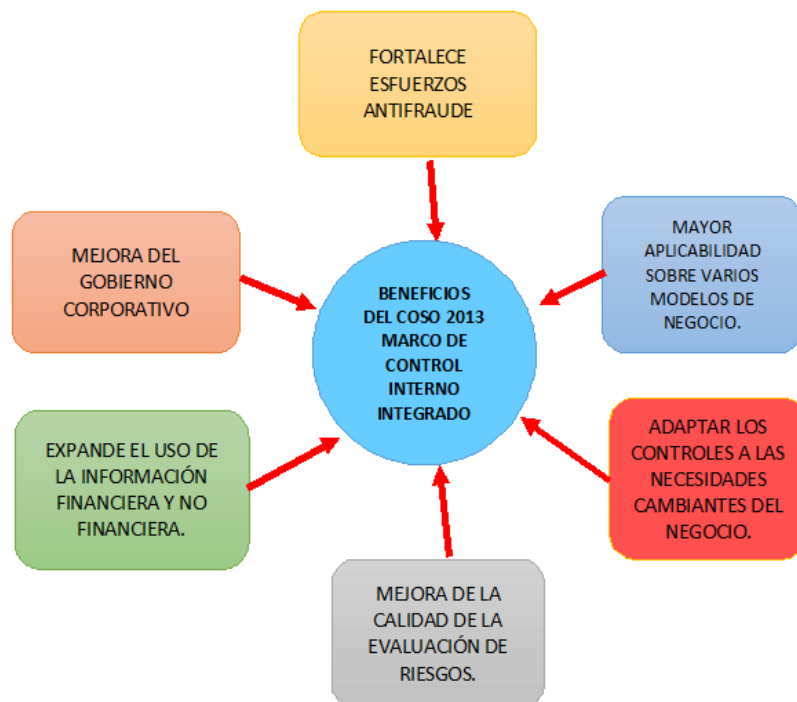 FORTALECE
ESFUERZOS
ANTIFRAUDE
MEJORA DEL
GOBIERNO
CORPORATIVO
BENEFICIOS
DEL COSO 2013
MARCO DE
CONTROL
INTERNO
INTEGRADO
MAYOR
APLICABILIDAD
SOBRE VARIOS
MODELOS DE
NEGOCIO.
EXPANDE EL USO DE
LA INFORMACIÓN
FINANCIERA Y NO
FINANCIERA.
ADAPTAR LOS
CONTROLES A LAS
NECESIDADES
CAMBIANTES DEL
NEGOCIO.
MEJORA DE LA
CALIDAD DE LA
EVALUACIÓN DE
RIESGOS.